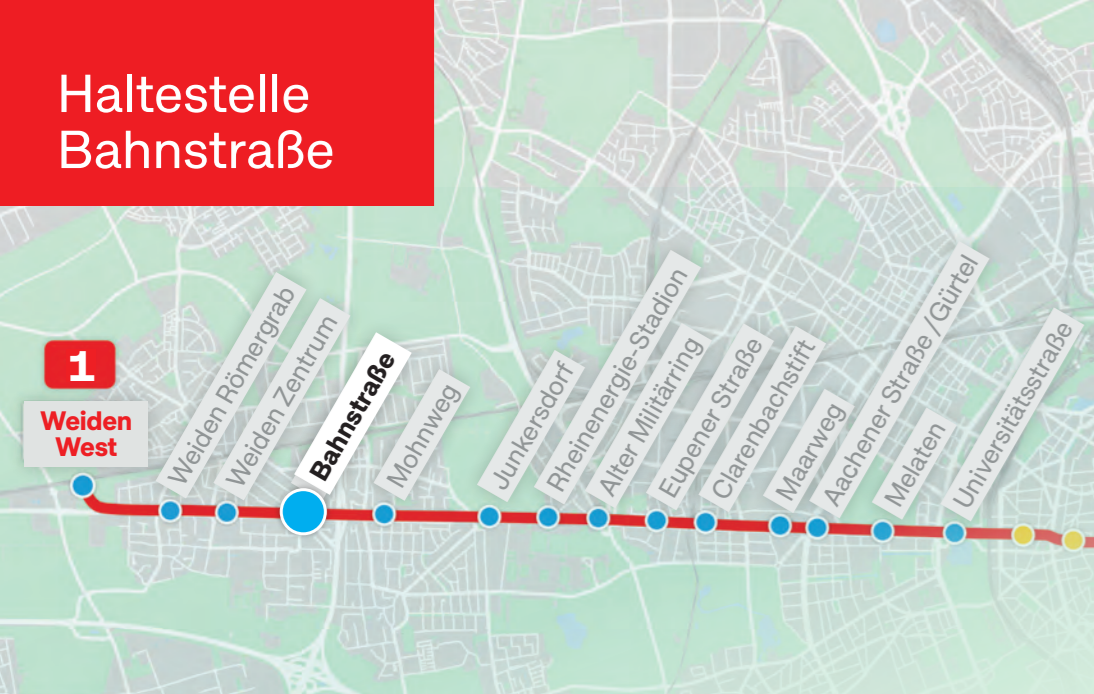 Haltestelle
Bahnstraße
1
Weiden
West
Weiden Römergrab
Weiden Zentrum
Bahnstraße
Mohnweg
Junkersdorf
Rheinenergie-Stadion
Alter Militärring
Eupener Straße
Clarenbachstift
Maarweg
Aachener Straße/Gürtel
Melaten
Universitätsstraße